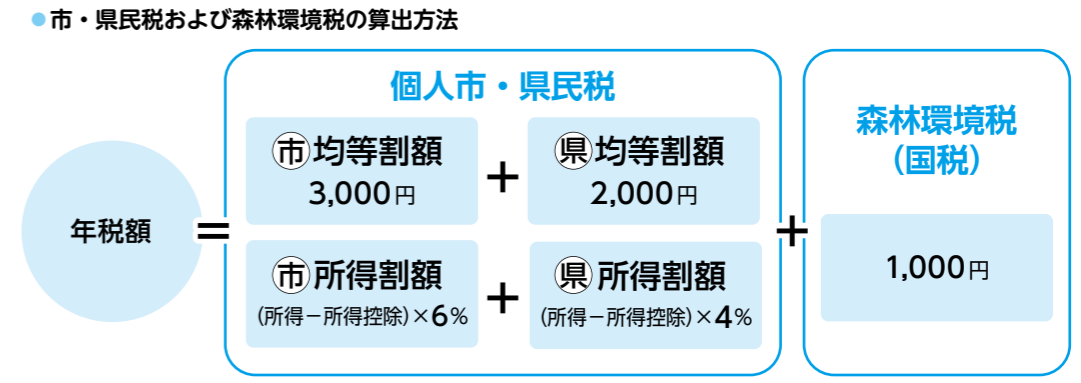 ●市・県民税および森林環境税の算出方法
年税額
＝
個人市・県民税
㊕市均等割額
3,000円
＋
県均等割額
2,000円
市所得割額
(所得－所得控除)×6%
＋
県所得割額
(所得－所得控除)×4%
＋
森林環境税
(国税)
1,000円